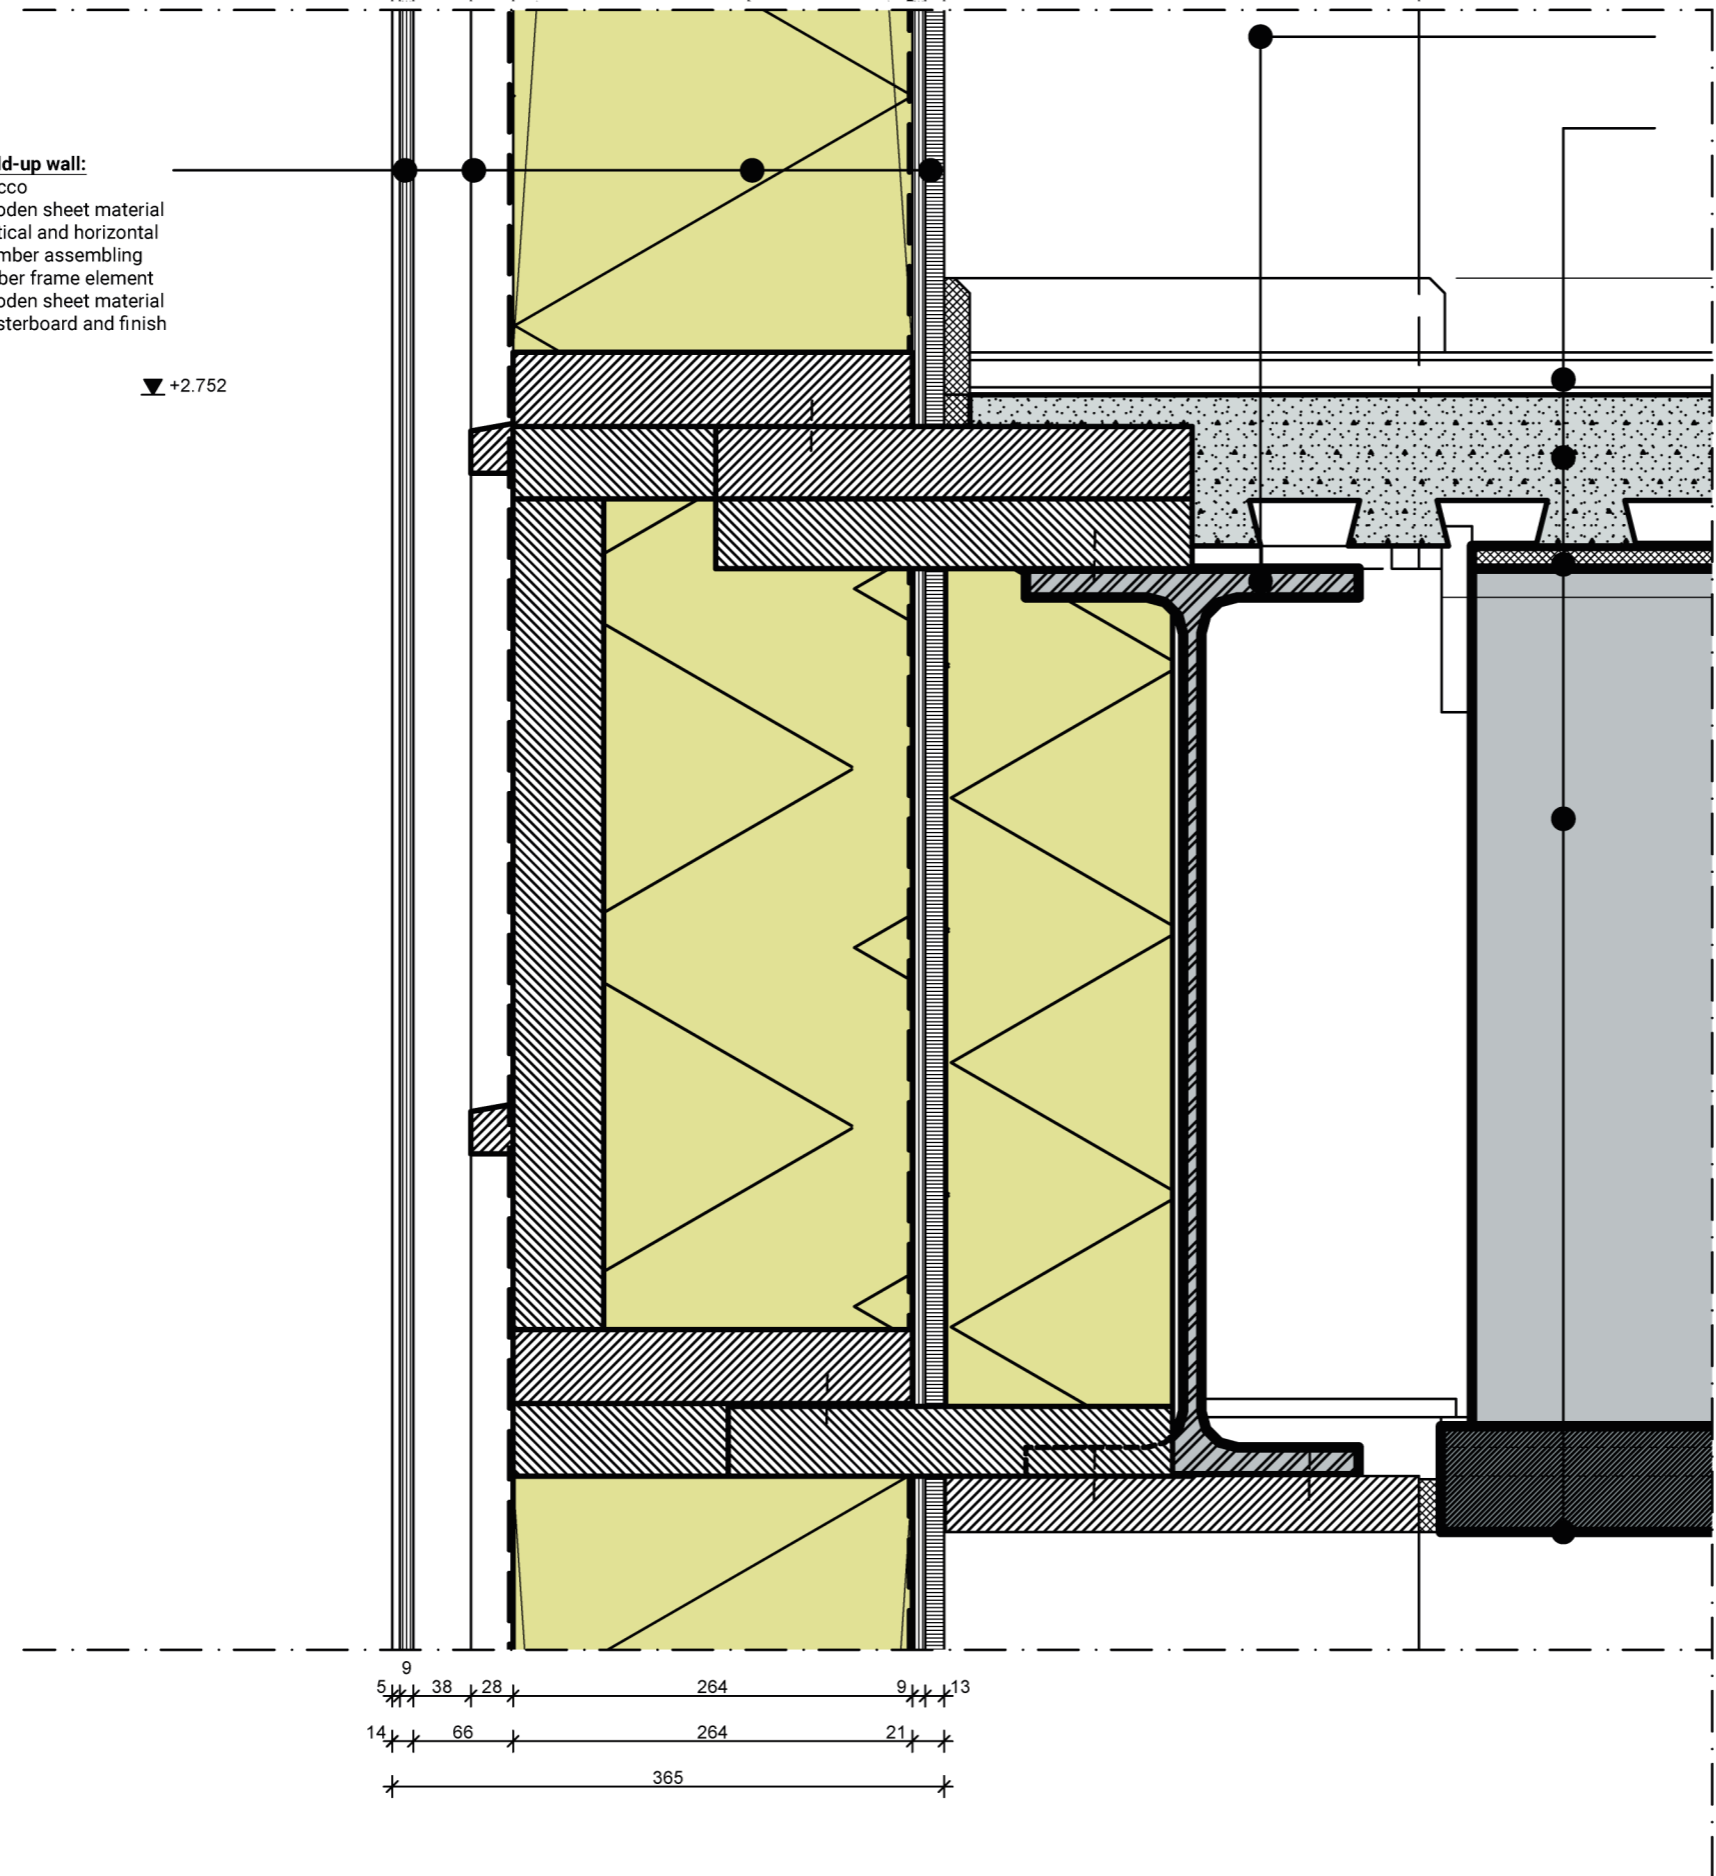 ld-up wall:
cco
oden sheet material
tical and horizontal
mber assembling
ber frame element
oden sheet material
sterboard and finish
+2.752
9
5 38 28 264 9 13
14 66 264 21
365